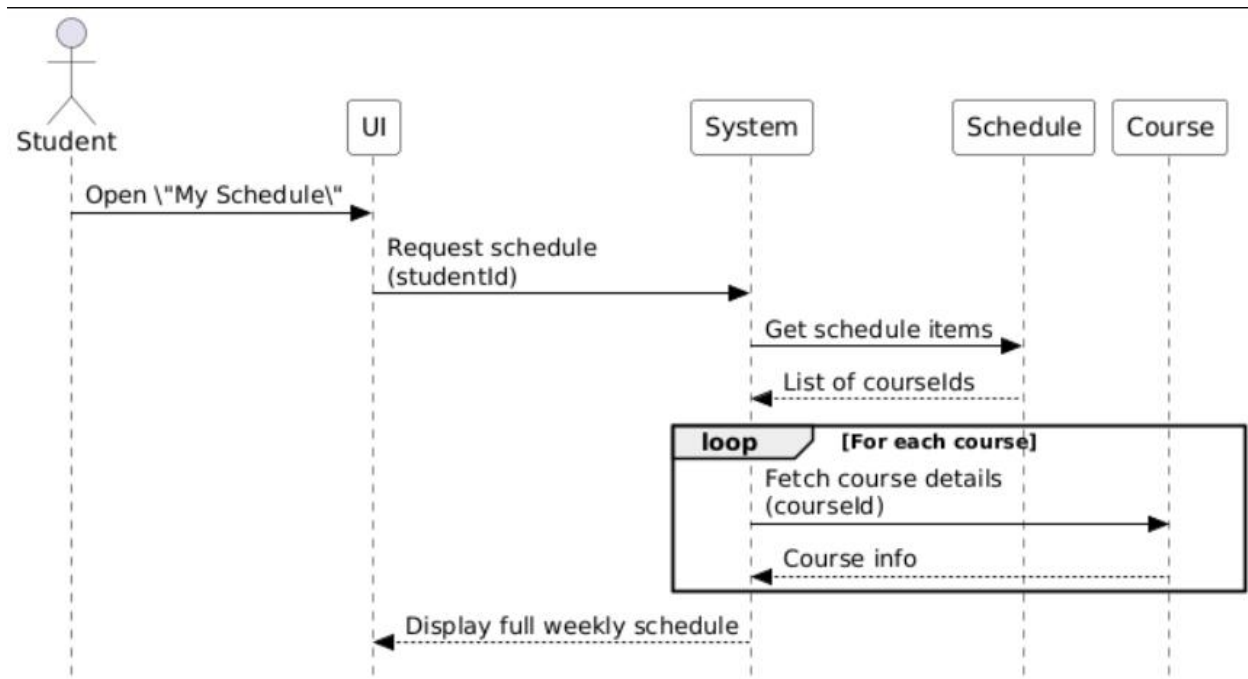 Student
UI
System
Schedule
Course
Open \"My Schedule\"
Request schedule
(studentId)
Get schedule items
List of courseIds
loop
[For each course]
Fetch course details
(courseId)
Course info
Display full weekly schedule